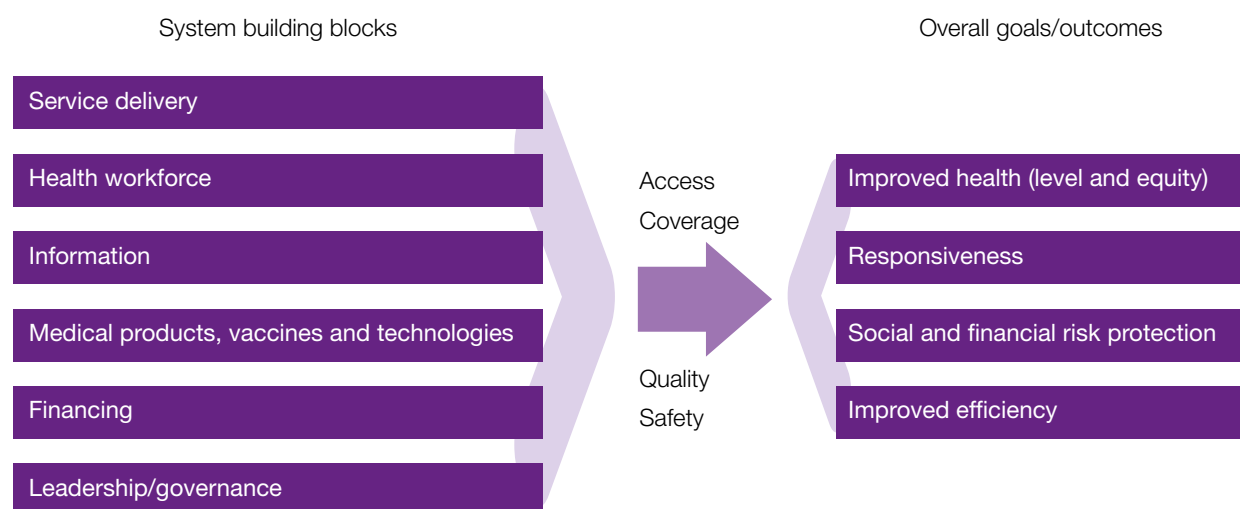 System building blocks
Service delivery
Health workforce
Information
Medical products, vaccines and technologies
Financing
Leadership/governance
Access
Coverage
Quality
Safety
Overall goals/outcomes
Improved health (level and equity)
Responsiveness
Social and financial risk protection
Improved efficiency